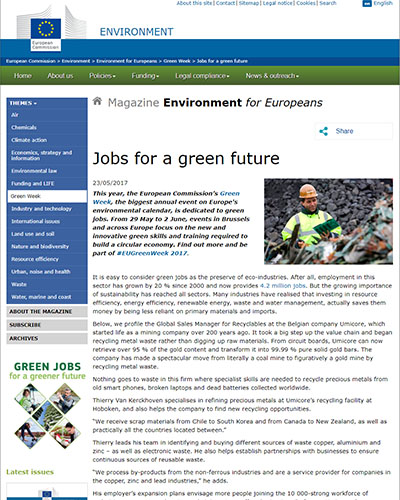 About this site | Contact | Sitemap | Legal notice | Cookies | Search
en English
European
Commission
ENVIRONMENT
European Commission > Environment > Environment for Europeans > Green Week > Jobs for a green future
Home
About us
Policies
Funding
Legal compliance
News & outreach
THEMES
Air
Chemicals
Climate action
Economics, strategy and
information
Environmental law
Funding and LIFE
Green Week
Industry and technology
International issues
Land use and soil
Nature and biodiversity
Resource efficiency
Urban, noise and health
Waste
Water, marine and coast
ABOUT THE MAGAZINE
SUBSCRIBE
ARCHIVES
GREEN JOBS
for a greener future
Latest issues
Magazine Environment for Europeans
Share
Jobs for a green future
23/05/2017
This year, the European Commission's Green
Week, the biggest annual event on Europe's
environmental calendar, is dedicated to green
jobs. From 29 May to 2 June, events in Brussels
and across Europe focus on the new and
innovative green skills and training required to
build a circular economy. Find out more and be
part of #EUGreenWeek 2017.
It is easy to consider green jobs as the preserve of eco-industries. After all, employment in this
sector has grown by 20 % since 2000 and now provides 4.2 million jobs. But the growing importance
of sustainability has reached all sectors. Many industries have realised that investing in resource
efficiency, energy efficiency, renewable energy, waste and water management, actually saves them
money by being less reliant on primary materials and imports.
Below, we profile the Global Sales Manager for Recyclables at the Belgian company Umicore, which
started life as a mining company over 200 years ago. It took a big step up the value chain and began
recycling metal waste rather than digging up raw materials. From circuit boards, Umicore can now
retrieve over 95 % of the gold content and transform it into 99.99 % pure solid gold bars. The
company has made a spectacular move from literally a coal mine to figuratively a gold mine by
recycling metal waste.
Nothing goes to waste in this firm where specialist skills are needed to recycle precious metals from
old smart phones, broken laptops and dead batteries collected worldwide.
Thierry Van Kerckhoven specialises in refining precious metals at Umicore's recycling facility at
Hoboken, and also helps the company to find new recycling opportunities.
"We receive scrap materials from Chile to South Korea and from Canada to New Zealand, as well as
practically all the countries located between."
Thierry leads his team in identifying and buying different sources of waste copper, aluminium and
zinc – as well as electronic waste. He also helps establish partnerships with businesses to ensure
continuous sources of reusable waste.
"We process by-products from the non-ferrous industries and are a service provider for companies in
the copper, zinc and lead industries," he adds.
His employer's expansion plans envisage more people joining the 10 000-strong workforce of